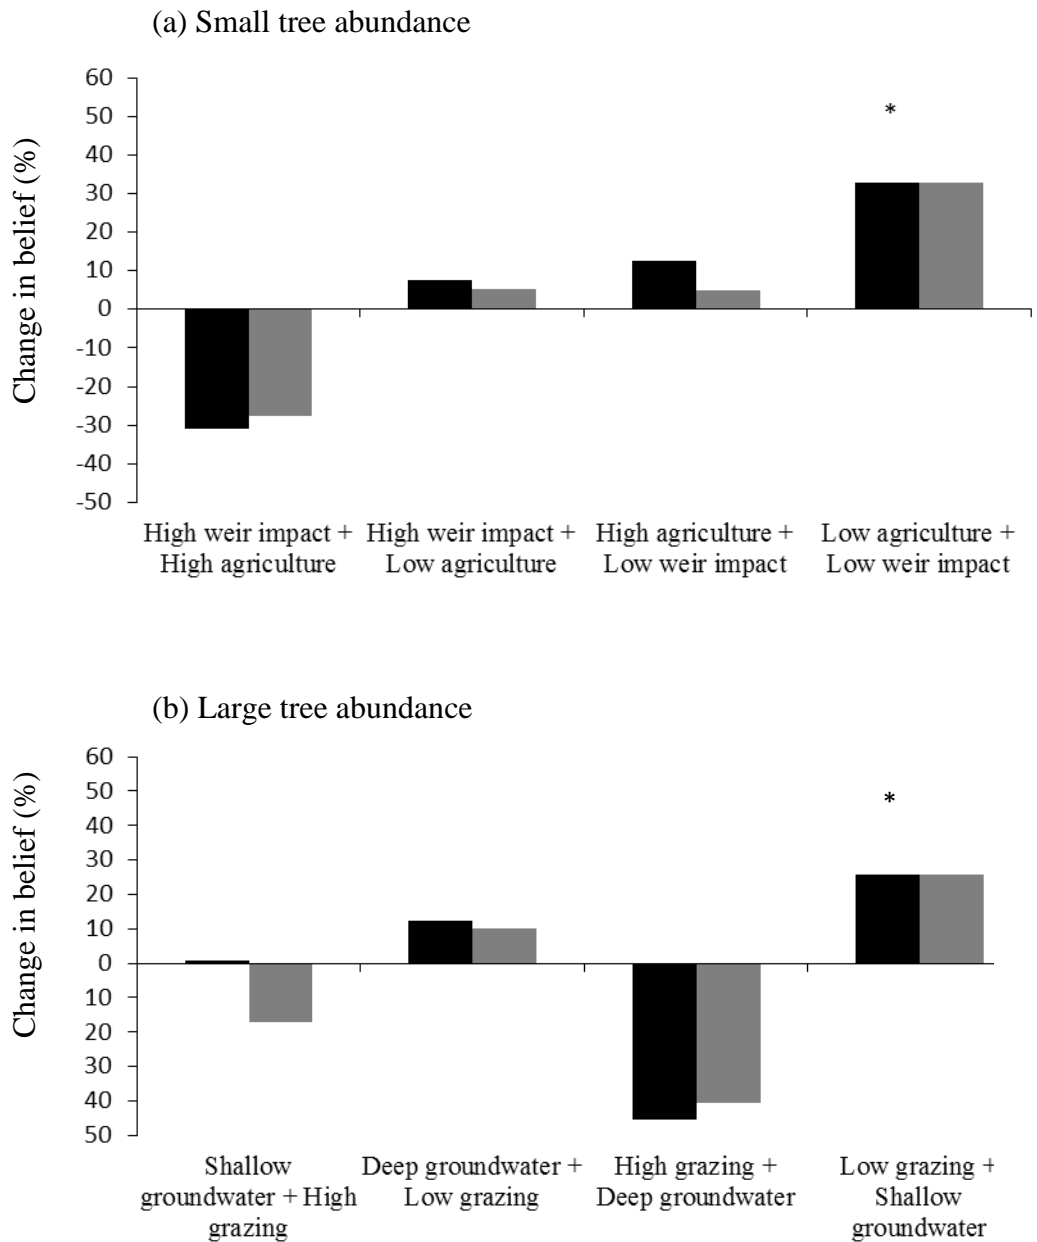 (a) Small tree abundance
Change in belief (%)
60
50
40
30
20
10
0
-10
-20
-30
-40
-50
*
High weir impact +
High agriculture
High weir impact +
Low agriculture
High agriculture +
Low weir impact
Low agriculture +
Low weir impact
(b) Large tree abundance
Change in belief (%)
60
50
40
30
20
10
0
10
20
30
40
50
*
Shallow
groundwater + High
grazing
Deep groundwater +
Low grazing
High grazing +
Deep groundwater
Low grazing +
Shallow
groundwater